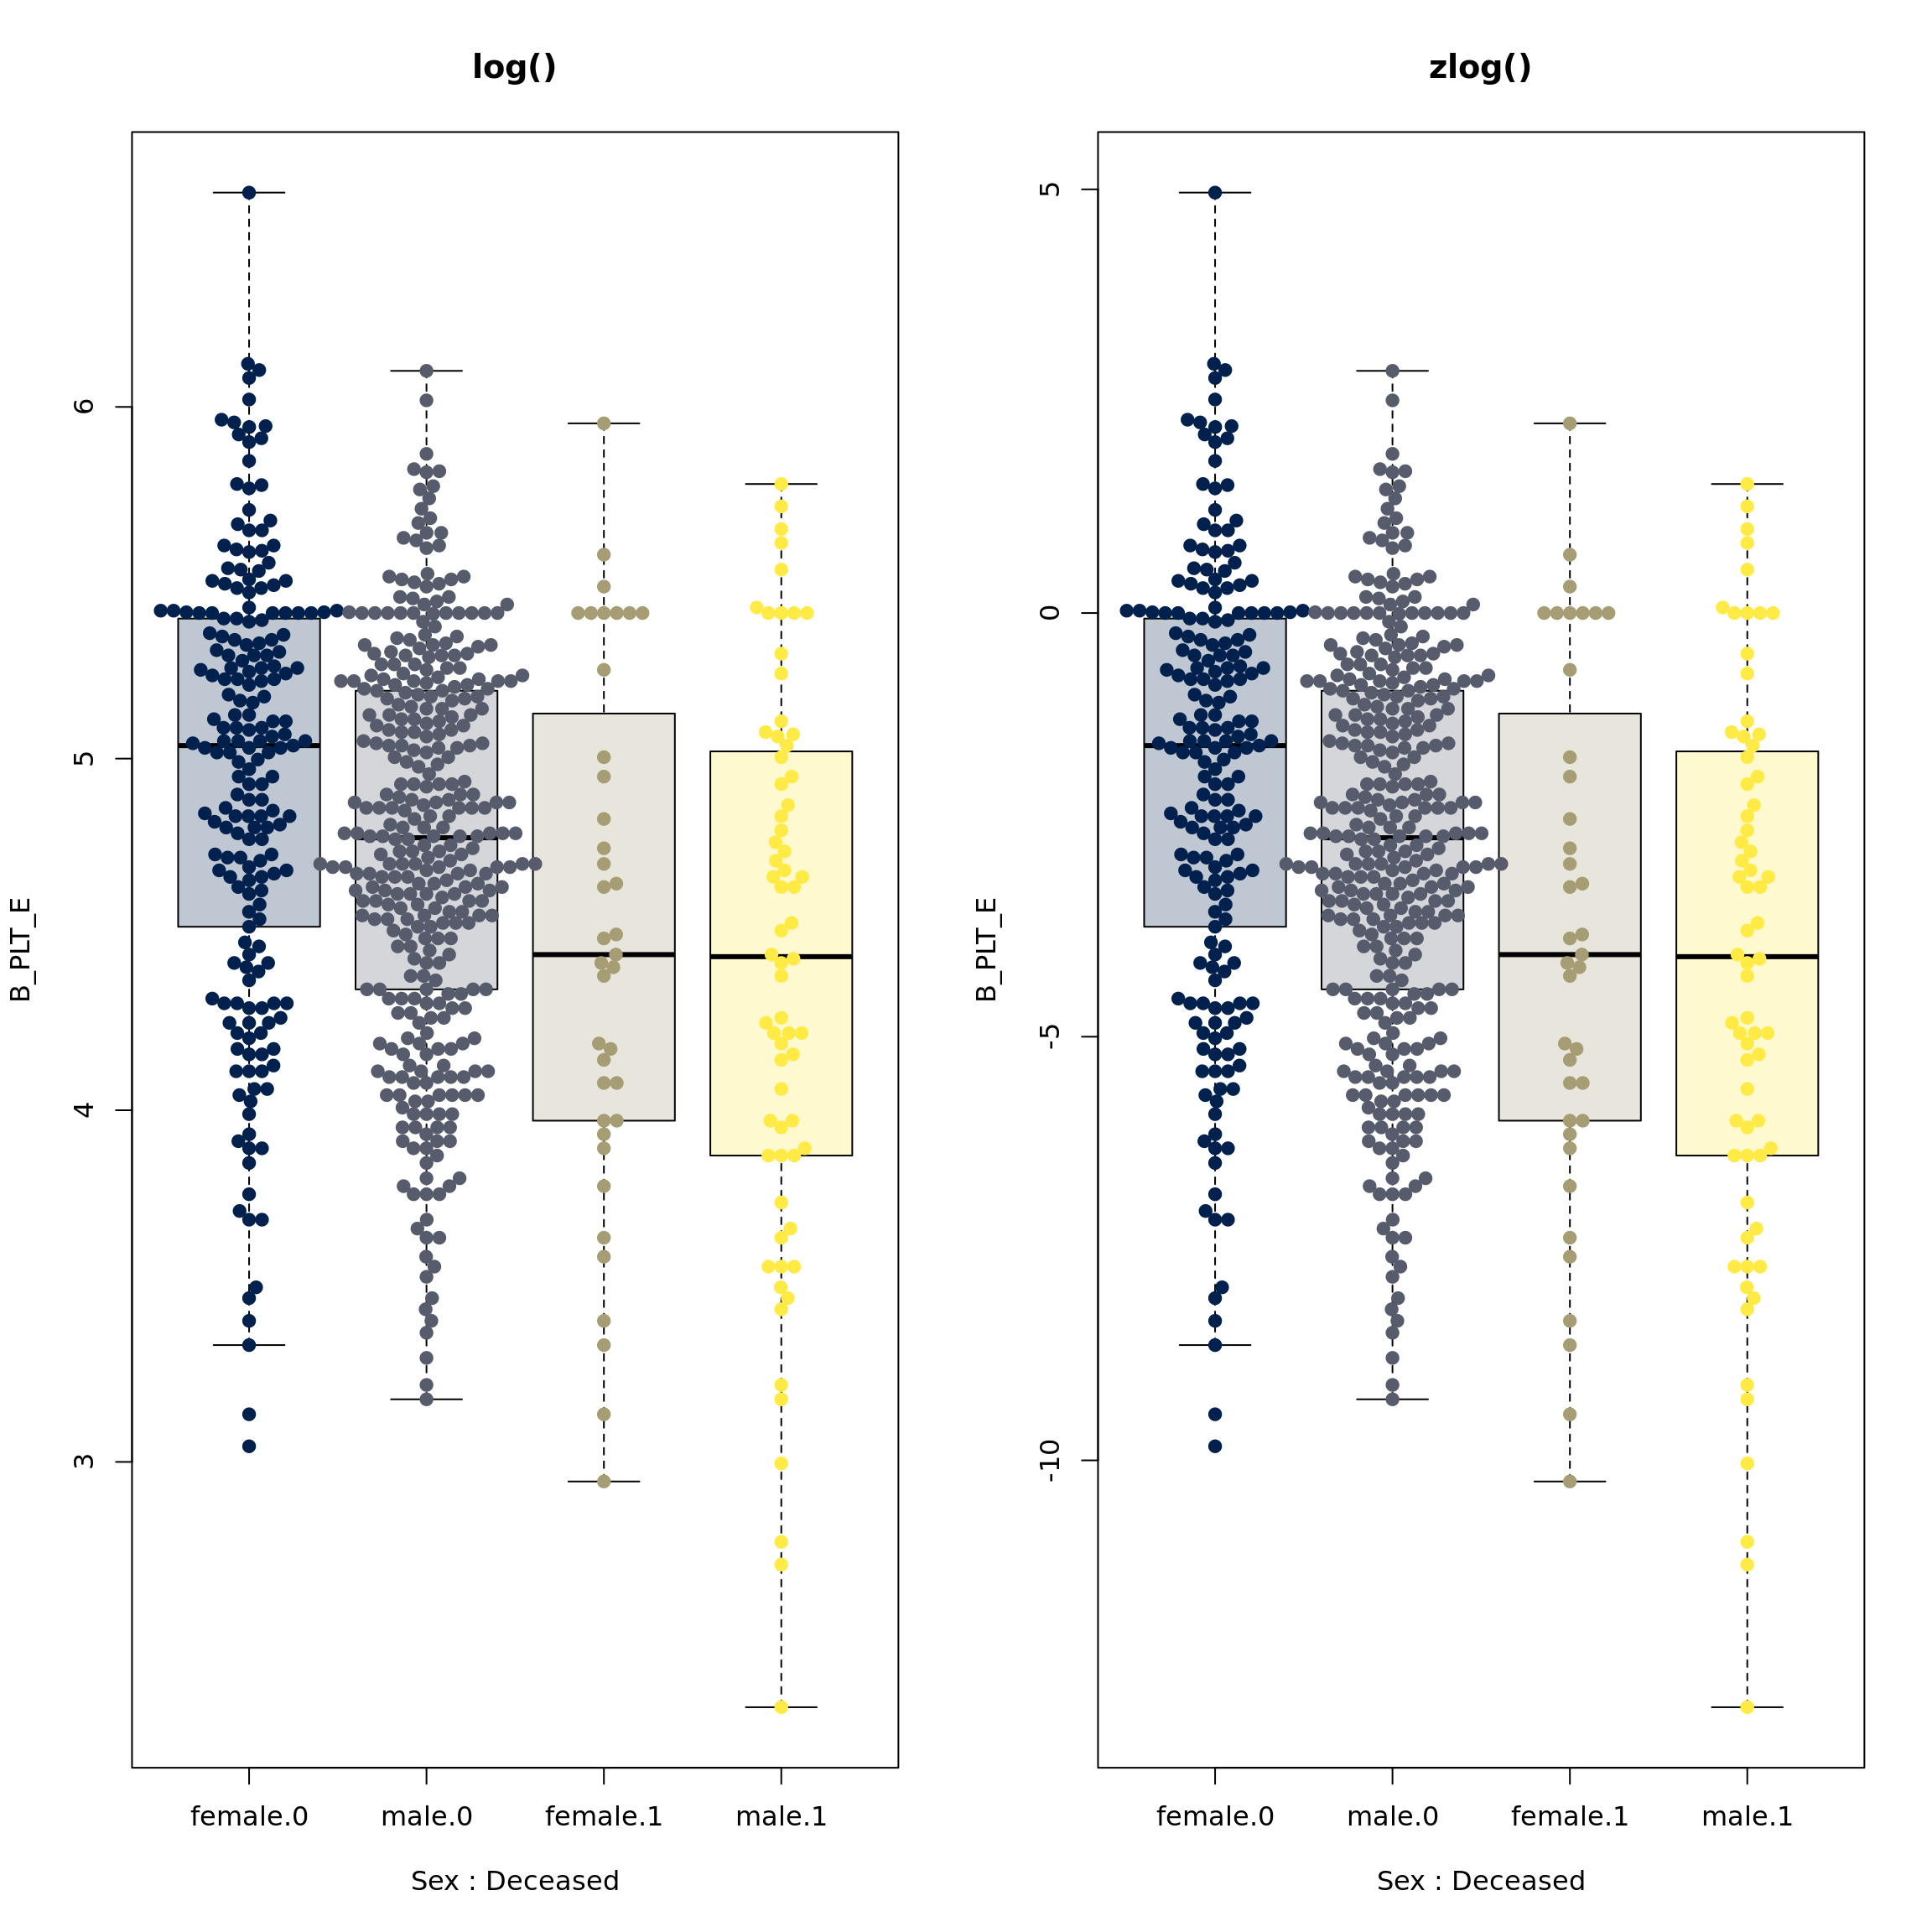 log()
B_PLT_E
6
5
4
3
female.0 male.0 female.1 male.1
Sex : Deceased
zlog()
B_PLT_E
5
0
-5
-10
female.0 male.0 female.1 male.1
Sex : Deceased